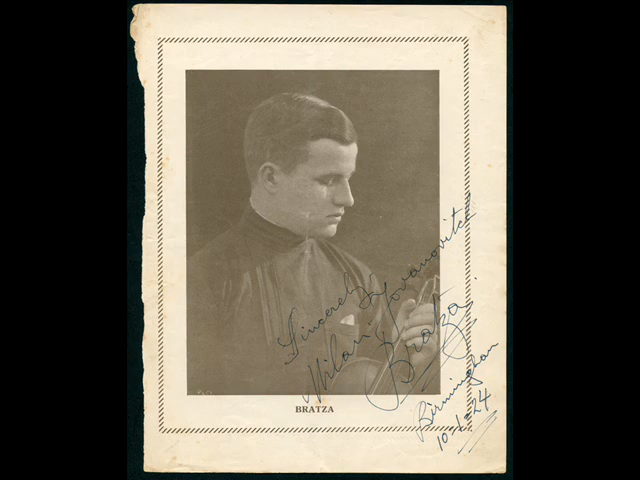 Sincerely
Milan Yovanovitch
Bratza
Birmingham
10-1-24
BRATZA